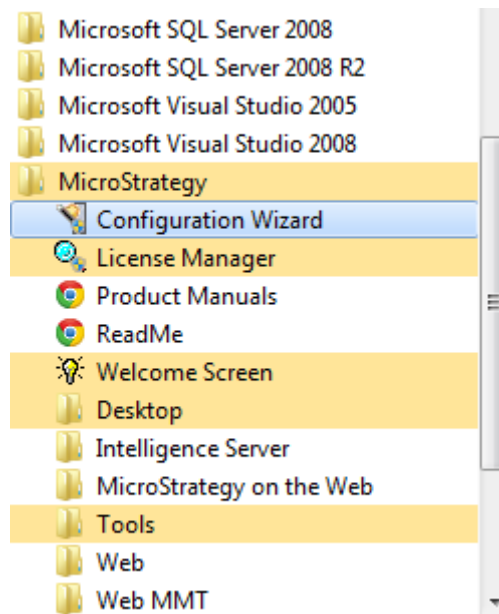 Microsoft SQL Server 2008
Microsoft SQL Server 2008 R2
Microsoft Visual Studio 2005
Microsoft Visual Studio 2008
MicroStrategy
Configuration Wizard
License Manager
Product Manuals
ReadMe
Welcome Screen
Desktop
Intelligence Server
MicroStrategy on the Web
Tools
Web
Web MMT